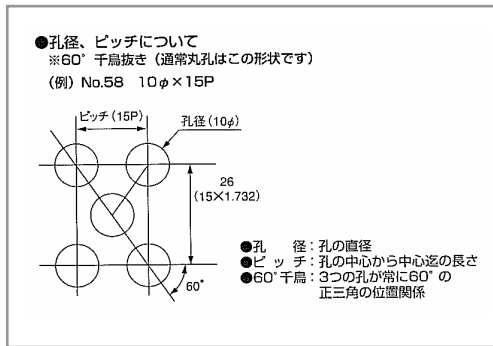 ●孔径、ピッチについて
※60°千鳥抜き（通常丸孔はこの形状です）
（例）No.58　10φ×15P
ピッチ(15P)
孔径(10φ)
26
(15×1.732)
60°
●孔　　径：孔の直径
●ピ ッ チ：孔の中心から中心迄の長さ
●60°千鳥：3つの孔が常に60°の
正三角の位置関係